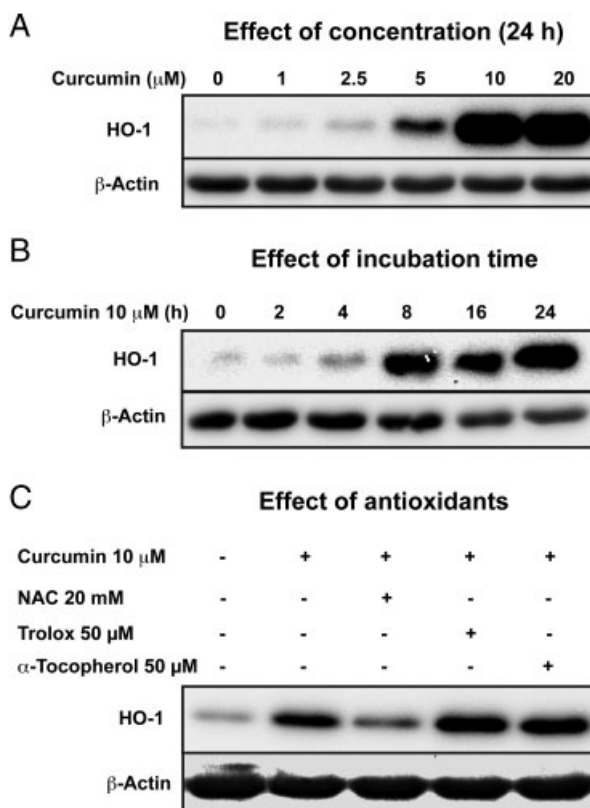 A
Effect of concentration (24 h)
Curcumin (μM) 0 1 2.5 5 10 20
HO-1
β-Actin
B
Effect of incubation time
Curcumin 10 μM (h) 0 2 4 8 16 24
HO-1
β-Actin
C
Effect of antioxidants
Curcumin 10 μM - + + + +
NAC 20 mM - - + - -
Trolox 50 μM - - - + -
α-Tocopherol 50 μM - - - - +
HO-1
β-Actin